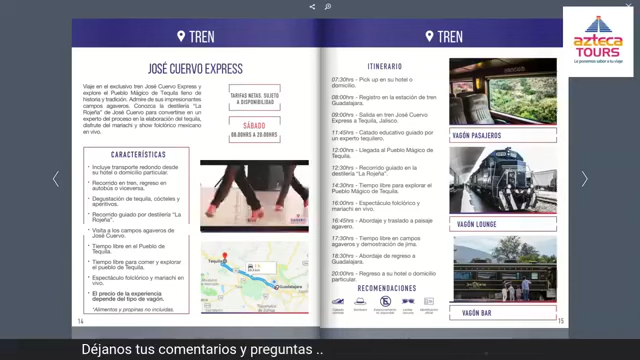 TREN
JOSÉ CUERVO EXPRESS
Viaje en el exclusivo tren José Cuervo Express y
explore el Pueblo Mágico de Tequila lleno de
historia y tradición. Admire de sus impresionantes
campos agaveros. Conozca la destilería "La
Rojeña" de José Cuervo para convertirse en un
experto del proceso en la elaboración del tequila,
disfrute del mariachi y show folclórico mexicano
en vivo.
TARIFAS NETAS. SUJETO
A DISPONIBILIDAD
SÁBADO
CARACTERÍSTICAS
• Incluye transporte redondo desde
su hotel o domicilio particular.
• Recorrido en tren, regreso en
autobus o viceversa.
• Degustación de tequila, cócteles y
aperitivos.
• Recorrido guiado por destilería "La
Rojeña".
• Visita a los campos agaveros de
José Cuervo.
• Tiempo libre en el Pueblo de
Tequila.
• Tiempo libre para comer y explorar
el pueblo de Tequila.
• Espectáculo folclórico y mariachi en
vivo.
• El precio de la experiencia
depende del tipo de vagón.
*Alimentos y propinas no incluidas.
Tequila
Guadalajara
14
TREN
ITINERARIO
07:30hrs - Pick up en su hotel o
domicilio.
08:00hrs - Registro en la estación de tren
Guadalajara.
09:00hrs - Salida en tren José Cuervo
Express a Tequila, Jalisco.
11:45hrs - Catado educativo guiado por
un experto tequilero.
12:00hrs - Llegada al Pueblo Mágico de
Tequila.
12:30hrs - Recorrido guiado en la
destilería "La Rojeña".
14:30hrs - Tiempo libre para explorar el
Pueblo Mágico de Tequila.
16:00hrs - Espectáculo folclórico y
mariachi en vivo.
16:45hrs - Abordaje y traslado a paisaje
agavero.
17:30hrs - Tiempo libre en campos
agaveros y demostración de jima.
18:30hrs - Abordaje de regreso a
Guadalajara.
20:00hrs - Regreso a su hotel o domicilio
particular.
RECOMENDACIONES
VAGÓN PASAJEROS
VAGÓN LOUNGE
VAGÓN BAR
15
azteca
TOURS
Le ponemos sabor a tu viaje
Déjanos tus comentarios y preguntas ..